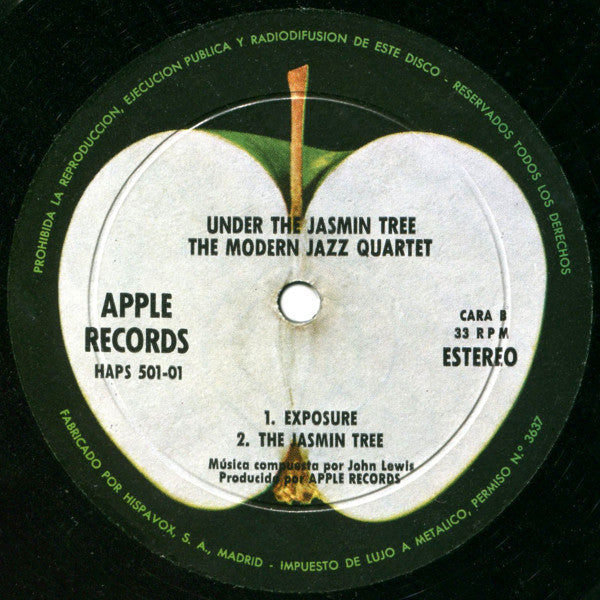 PROHIBIDA LA REPRODUCCION, EJECUCION PUBLICA Y RADIODIFUSION DE ESTE DISCO - RESERVADOS TODOS LOS DERECHOS
UNDER THE JASMIN TREE
THE MODERN JAZZ QUARTET
APPLE
RECORDS
HAPS 501-01
CARA B
33 RPM
ESTEREO
1. EXPOSURE
2. THE JASMIN TREE
Música compuesta por John Lewis
Producido por APPLE RECORDS
FABRICADO POR HISPAVOX, S. A., MADRID - IMPUESTO DE LUJO A METALICO, PERMISO N.º 3637